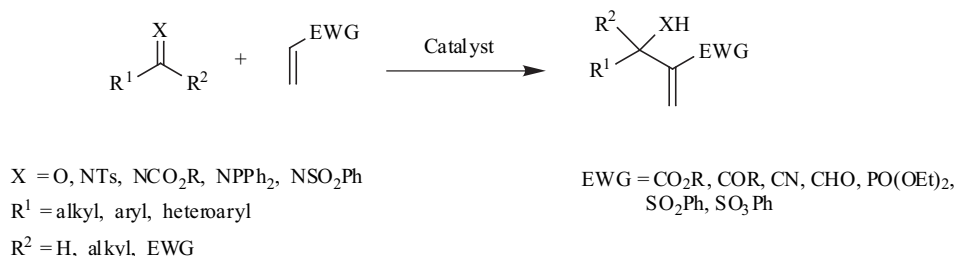 X
EWG
R¹
R²
+
Catalyst
R²
XH
R¹
EWG
X = O, NTs, NCO₂R, NPPh₂, NSO₂Ph
R¹ = alkyl, aryl, heteroaryl
R² = H, alkyl, EWG
EWG = CO₂R, COR, CN, CHO, PO(OEt)₂,
SO₂Ph, SO₃Ph